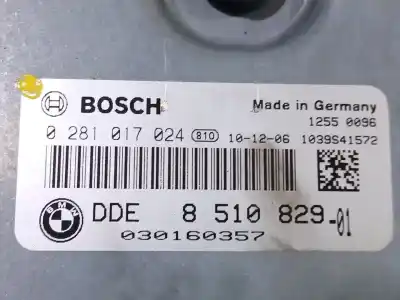 BOSCH Made in Germany
1255 0096
0 281 017 024 810 10-12-06 1039S41572
BMW DDE 8 510 829-01
030160357